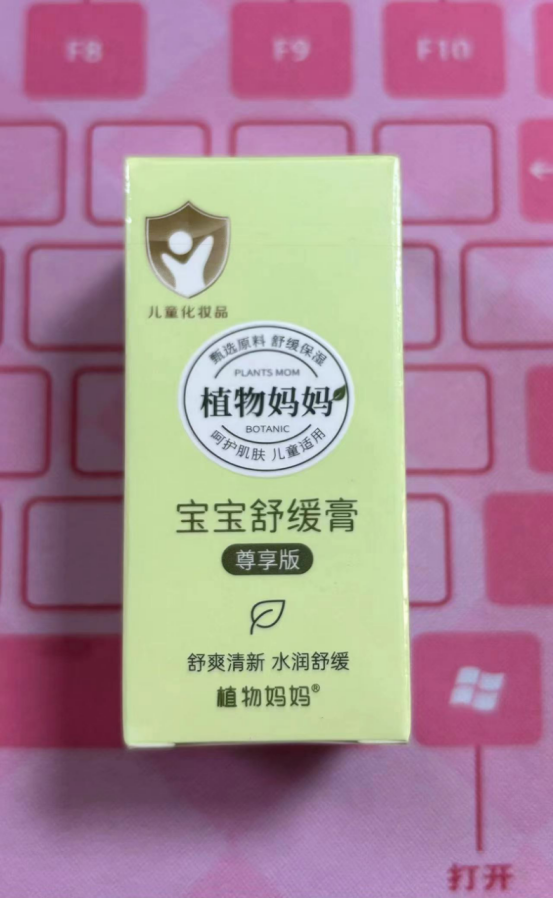 F8
F9
F10
儿童化妆品
甄选原料 舒缓保湿
PLANTS MOM
植物妈妈
BOTANIC
呵护肌肤 儿童适用
宝宝舒缓膏
尊享版
舒爽清新 水润舒缓
植物妈妈®
打开